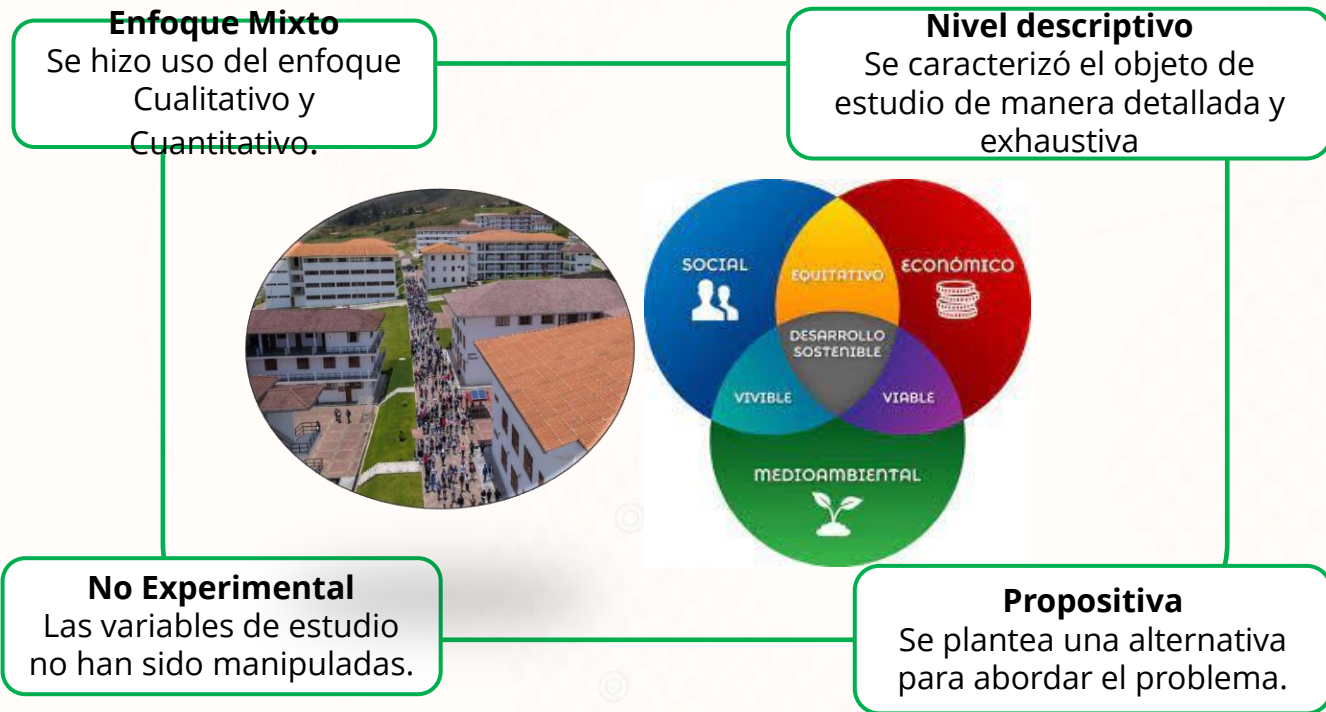 Enfoque Mixto
Se hizo uso del enfoque
Cualitativo y
Cuantitativo.
Nivel descriptivo
Se caracterizó el objeto de
estudio de manera detallada y
exhaustiva
SOCIAL
EQUITATIVO
ECONÓMICO
DESARROLLO
SOSTENIBLE
VIVIBLE
VIABLE
MEDIOAMBIENTAL
No Experimental
Las variables de estudio
no han sido manipuladas.
Propositiva
Se plantea una alternativa
para abordar el problema.